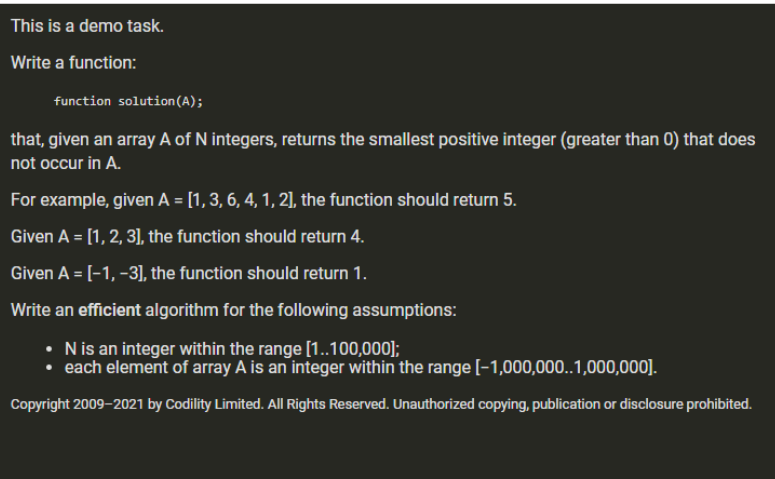 This is a demo task.
Write a function:
function solution(A);
that, given an array A of N integers, returns the smallest positive integer (greater than 0) that does
not occur in A.
For example, given A = [1, 3, 6, 4, 1, 2], the function should return 5.
Given A = [1, 2, 3], the function should return 4.
Given A = [−1, −3], the function should return 1.
Write an efficient algorithm for the following assumptions:
• N is an integer within the range [1..100,000];
• each element of array A is an integer within the range [−1,000,000..1,000,000].
Copyright 2009–2021 by Codility Limited. All Rights Reserved. Unauthorized copying, publication or disclosure prohibited.